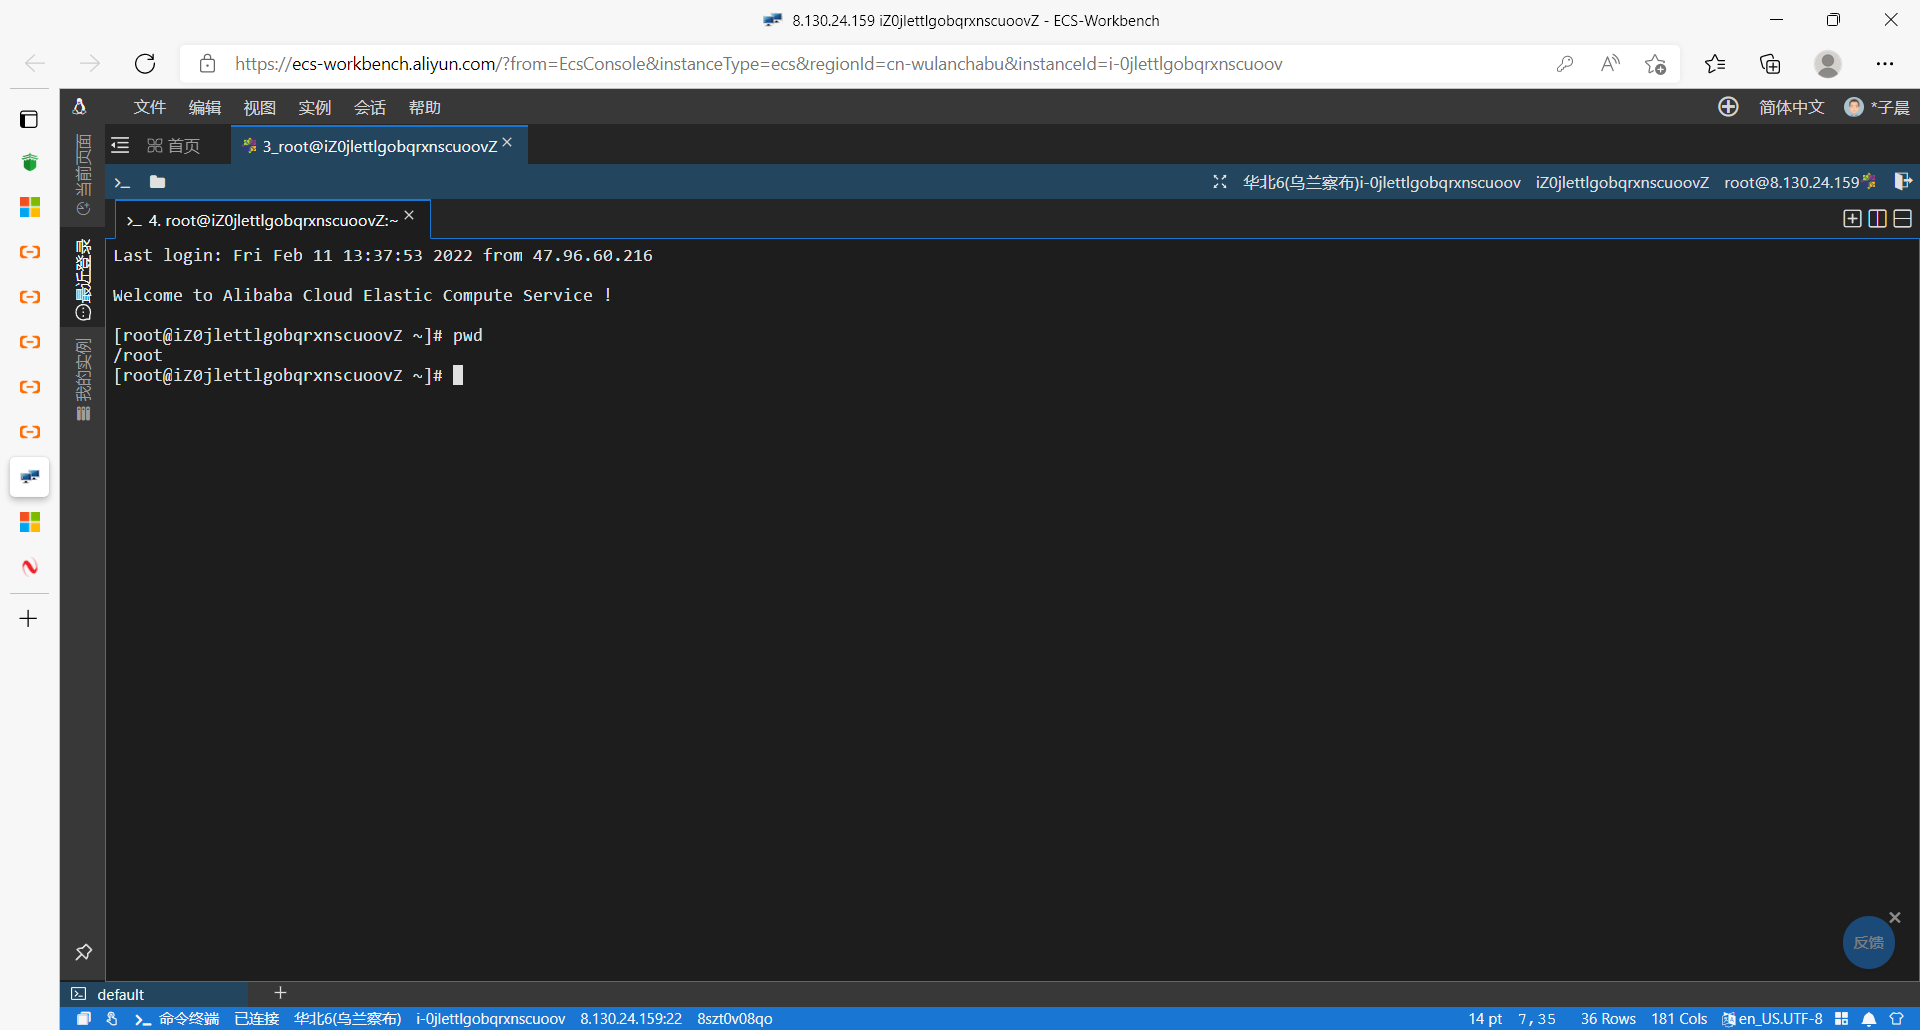 8.130.24.159 iZ0jlettlgobqrxnscuoovZ - ECS-Workbench
https://ecs-workbench.aliyun.com/?from=EcsConsole&instanceType=ecs&regionId=cn-wulanchabu&instanceId=i-0jlettlgobqrxnscuoov
文件 编辑 视图 实例 会话 帮助 简体中文 *子晨
首页 3_root@iZ0jlettlgobqrxnscuoovZ
华北6(乌兰察布)i-0jlettlgobqrxnscuoov iZ0jlettlgobqrxnscuoovZ root@8.130.24.159
4. root@iZ0jlettlgobqrxnscuoovZ:~
当前页面
最近登录
我的实例
Last login: Fri Feb 11 13:37:53 2022 from 47.96.60.216
Welcome to Alibaba Cloud Elastic Compute Service !
[root@iZ0jlettlgobqrxnscuoovZ ~]# pwd
/root
[root@iZ0jlettlgobqrxnscuoovZ ~]#
反馈
default
命令终端 已连接 华北6(乌兰察布) i-0jlettlgobqrxnscuoov 8.130.24.159:22 8szt0v08qo 14 pt 7,35 36 Rows 181 Cols en_US.UTF-8